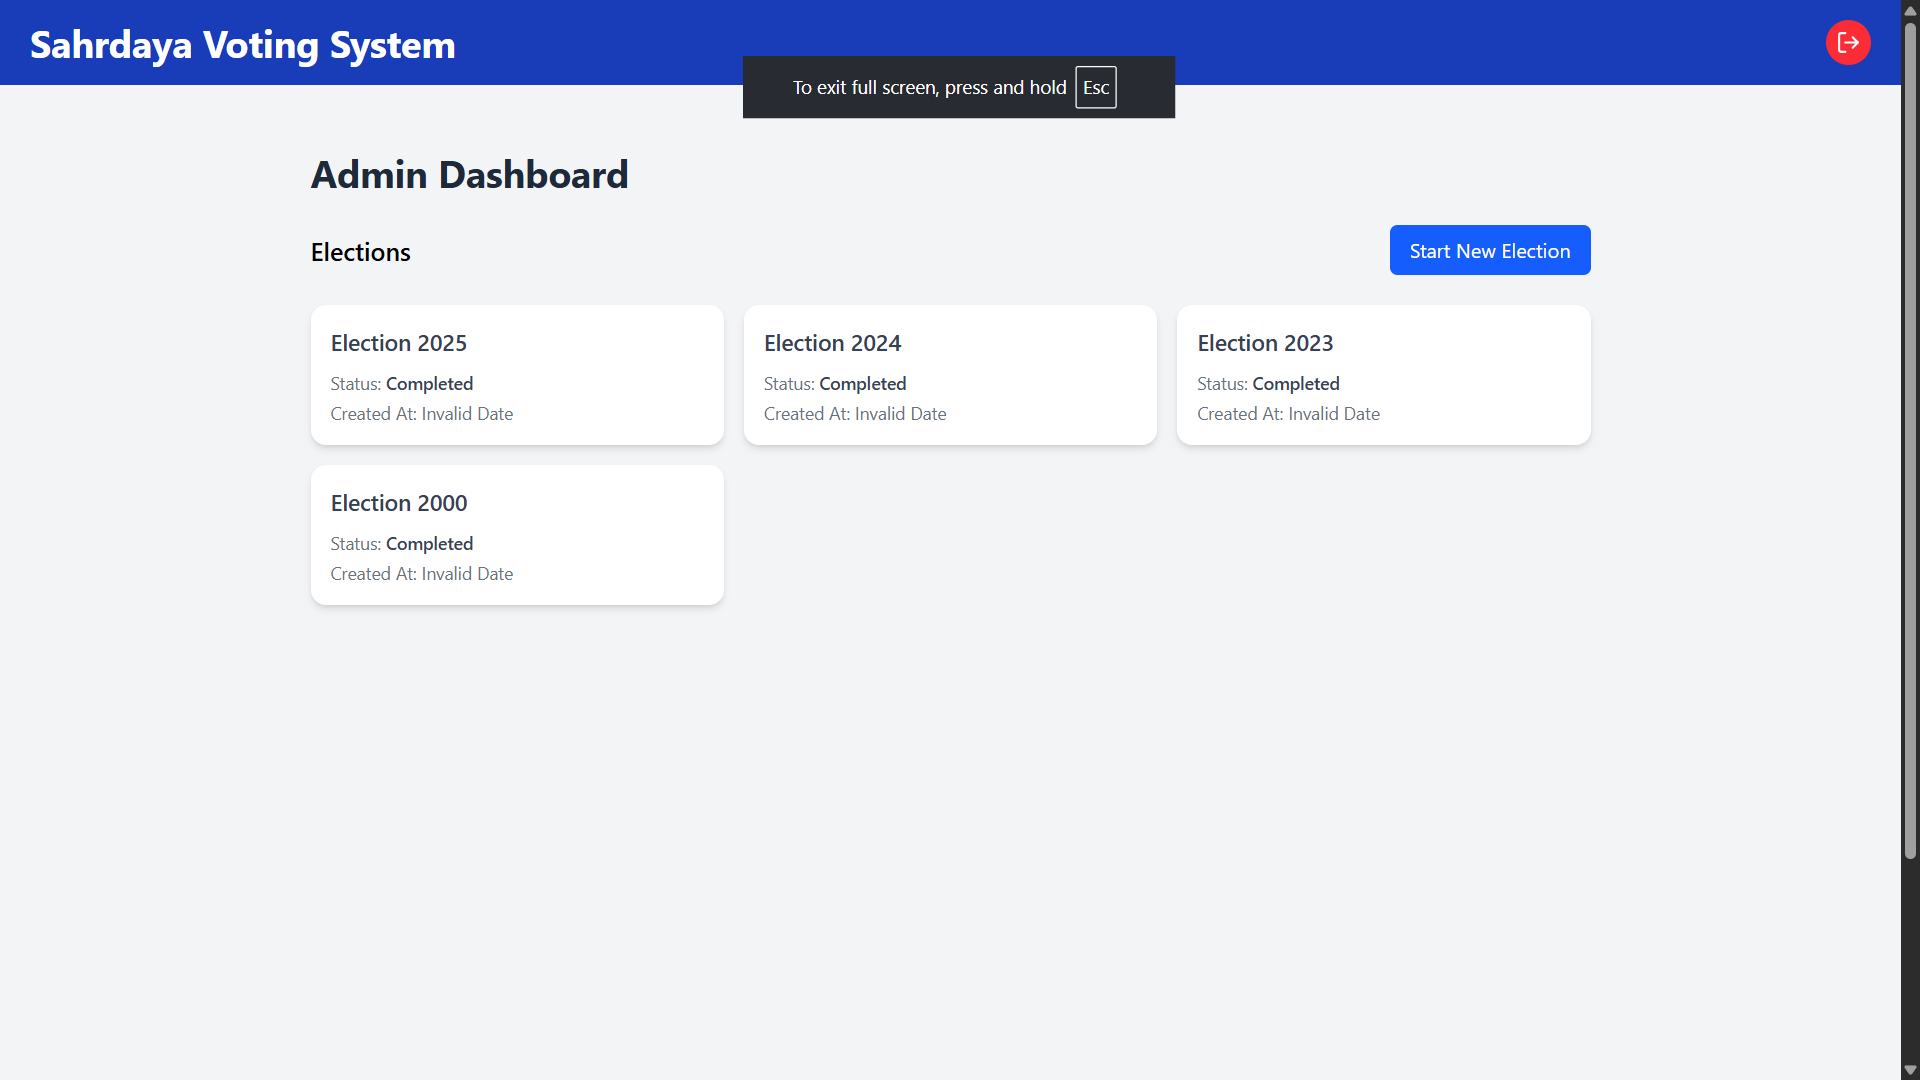 Sahrdaya Voting System
To exit full screen, press and hold Esc
Admin Dashboard
Elections
Start New Election
Election 2025
Status: Completed
Created At: Invalid Date
Election 2024
Status: Completed
Created At: Invalid Date
Election 2023
Status: Completed
Created At: Invalid Date
Election 2000
Status: Completed
Created At: Invalid Date